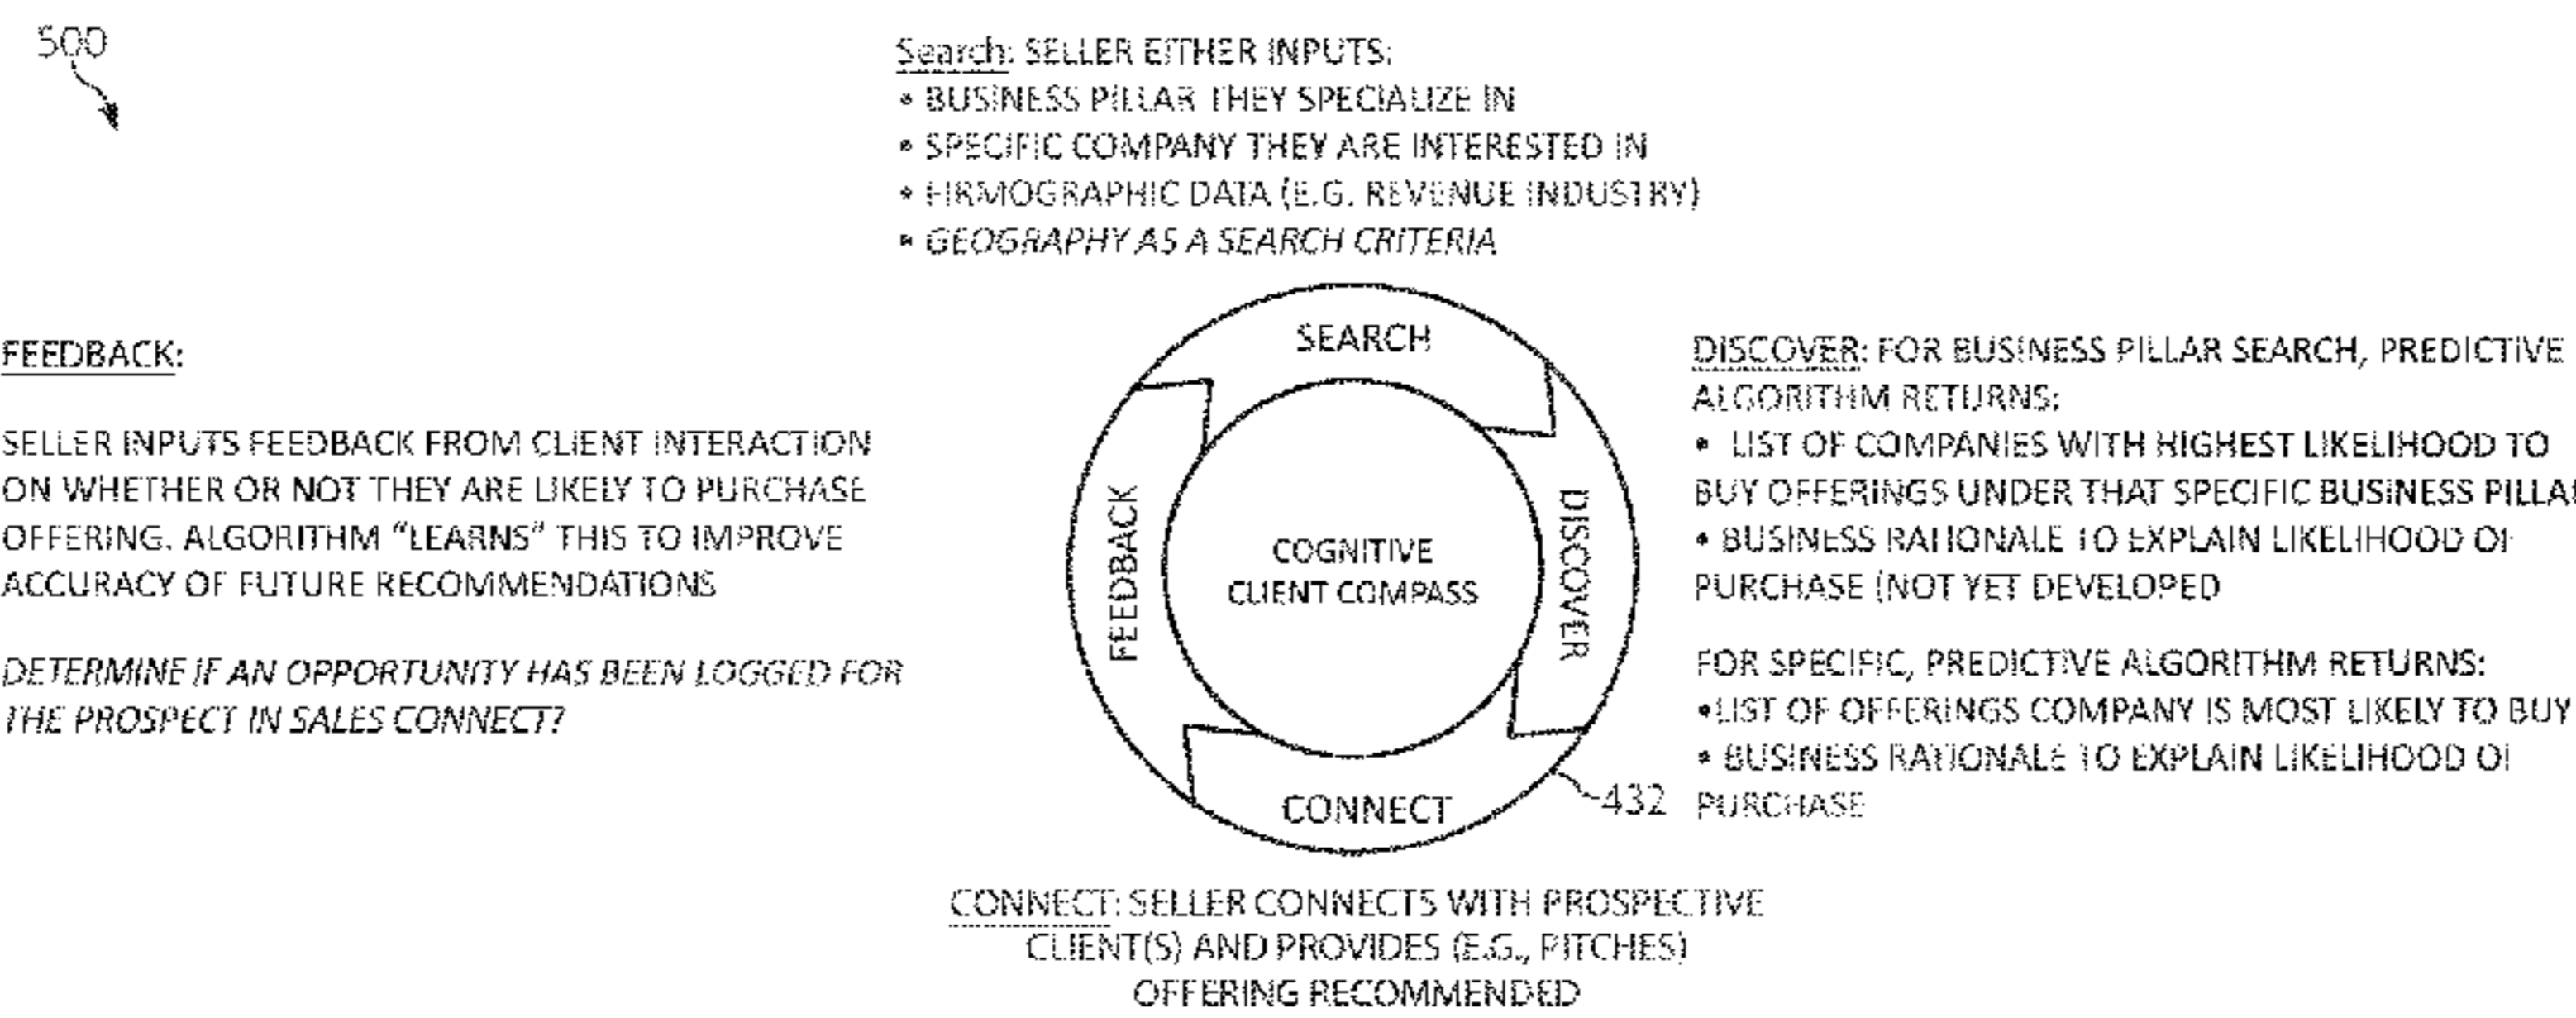 500
Search: SELLER EITHER INPUTS:
• BUSINESS PILLAR THEY SPECIALIZE IN
• SPECIFIC COMPANY THEY ARE INTERESTED IN
• FIRMOGRAPHIC DATA (E.G. REVENUE INDUSTRY)
• GEOGRAPHY AS A SEARCH CRITERIA
FEEDBACK:
SELLER INPUTS FEEDBACK FROM CLIENT INTERACTION
ON WHETHER OR NOT THEY ARE LIKELY TO PURCHASE
OFFERING. ALGORITHM “LEARNS” THIS TO IMPROVE
ACCURACY OF FUTURE RECOMMENDATIONS
DETERMINE IF AN OPPORTUNITY HAS BEEN LOGGED FOR
THE PROSPECT IN SALES CONNECT?
SEARCH
FEEDBACK
COGNITIVE
CLIENT COMPASS
DISCOVER
CONNECT
432
DISCOVER: FOR BUSINESS PILLAR SEARCH, PREDICTIVE
ALGORITHM RETURNS:
• LIST OF COMPANIES WITH HIGHEST LIKELIHOOD TO
BUY OFFERINGS UNDER THAT SPECIFIC BUSINESS PILLAR
• BUSINESS RATIONALE TO EXPLAIN LIKELIHOOD OF
PURCHASE (NOT YET DEVELOPED
FOR SPECIFIC, PREDICTIVE ALGORITHM RETURNS:
•LIST OF OFFERINGS COMPANY IS MOST LIKELY TO BUY
• BUSINESS RATIONALE TO EXPLAIN LIKELIHOOD OF
PURCHASE
CONNECT: SELLER CONNECTS WITH PROSPECTIVE
CLIENT(S) AND PROVIDES (E.G., PITCHES)
OFFERING RECOMMENDED